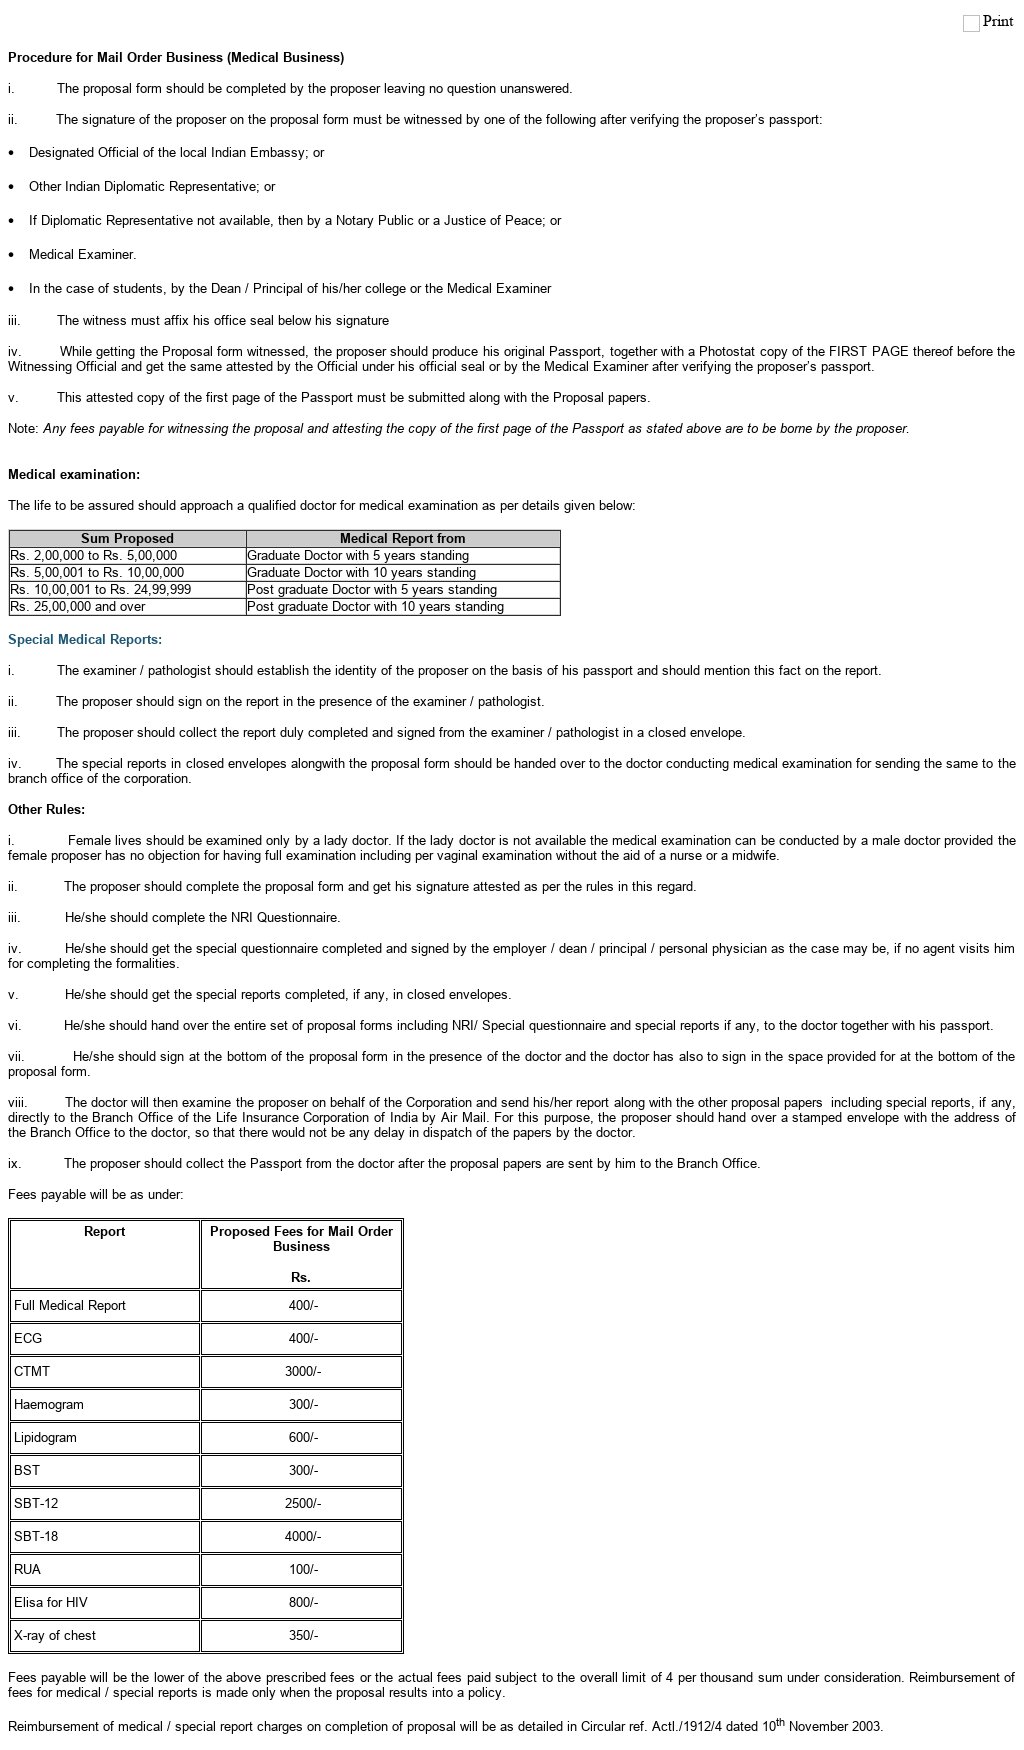 Print
Procedure for Mail Order Business (Medical Business)
i. The proposal form should be completed by the proposer leaving no question unanswered.
ii. The signature of the proposer on the proposal form must be witnessed by one of the following after verifying the proposer's passport:
• Designated Official of the local Indian Embassy; or
• Other Indian Diplomatic Representative; or
• If Diplomatic Representative not available, then by a Notary Public or a Justice of Peace; or
• Medical Examiner.
• In the case of students, by the Dean / Principal of his/her college or the Medical Examiner
iii. The witness must affix his office seal below his signature
iv. While getting the Proposal form witnessed, the proposer should produce his original Passport, together with a Photostat copy of the FIRST PAGE thereof before the
Witnessing Official and get the same attested by the Official under his official seal or by the Medical Examiner after verifying the proposer's passport.
v. This attested copy of the first page of the Passport must be submitted along with the Proposal papers.
Note: Any fees payable for witnessing the proposal and attesting the copy of the first page of the Passport as stated above are to be borne by the proposer.
Medical examination:
The life to be assured should approach a qualified doctor for medical examination as per details given below:
Sum Proposed Medical Report from
Rs. 2,00,000 to Rs. 5,00,000 Graduate Doctor with 5 years standing
Rs. 5,00,001 to Rs. 10,00,000 Graduate Doctor with 10 years standing
Rs. 10,00,001 to Rs. 24,99,999 Post graduate Doctor with 5 years standing
Rs. 25,00,000 and over Post graduate Doctor with 10 years standing
Special Medical Reports:
i. The examiner / pathologist should establish the identity of the proposer on the basis of his passport and should mention this fact on the report.
ii. The proposer should sign on the report in the presence of the examiner / pathologist.
iii. The proposer should collect the report duly completed and signed from the examiner / pathologist in a closed envelope.
iv. The special reports in closed envelopes alongwith the proposal form should be handed over to the doctor conducting medical examination for sending the same to the
branch office of the corporation.
Other Rules:
i. Female lives should be examined only by a lady doctor. If the lady doctor is not available the medical examination can be conducted by a male doctor provided the
female proposer has no objection for having full examination including per vaginal examination without the aid of a nurse or a midwife.
ii. The proposer should complete the proposal form and get his signature attested as per the rules in this regard.
iii. He/she should complete the NRI Questionnaire.
iv. He/she should get the special questionnaire completed and signed by the employer / dean / principal / personal physician as the case may be, if no agent visits him
for completing the formalities.
v. He/she should get the special reports completed, if any, in closed envelopes.
vi. He/she should hand over the entire set of proposal forms including NRI/ Special questionnaire and special reports if any, to the doctor together with his passport.
vii. He/she should sign at the bottom of the proposal form in the presence of the doctor and the doctor has also to sign in the space provided for at the bottom of the
proposal form.
viii. The doctor will then examine the proposer on behalf of the Corporation and send his/her report along with the other proposal papers including special reports, if any,
directly to the Branch Office of the Life Insurance Corporation of India by Air Mail. For this purpose, the proposer should hand over a stamped envelope with the address of
the Branch Office to the doctor, so that there would not be any delay in dispatch of the papers by the doctor.
ix. The proposer should collect the Passport from the doctor after the proposal papers are sent by him to the Branch Office.
Fees payable will be as under:
Report Proposed Fees for Mail Order
Business
Rs.
Full Medical Report 400/-
ECG 400/-
CTMT 3000/-
Haemogram 300/-
Lipidogram 600/-
BST 300/-
SBT-12 2500/-
SBT-18 4000/-
RUA 100/-
Elisa for HIV 800/-
X-ray of chest 350/-
Fees payable will be the lower of the above prescribed fees or the actual fees paid subject to the overall limit of 4 per thousand sum under consideration. Reimbursement of
fees for medical / special reports is made only when the proposal results into a policy.
Reimbursement of medical / special report charges on completion of proposal will be as detailed in Circular ref. Actl./1912/4 dated 10th November 2003.